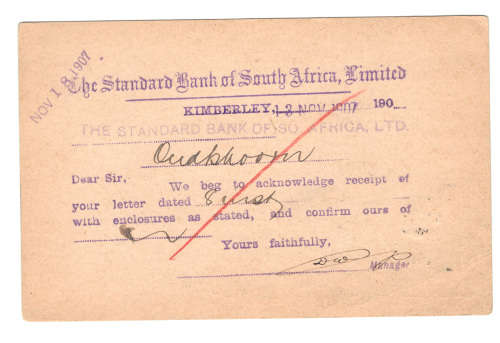 NOV 18.1907
The Standard Bank of South Africa, Limited
KIMBERLEY, 13 NOV 1907 190
THE STANDARD BANK OF SO. AFRICA, LTD.
Oudtshoorn
Dear Sir,
We beg to acknowledge receipt of
your letter dated 8 inst
with enclosures as stated, and confirm ours of
Yours faithfully,
Manager